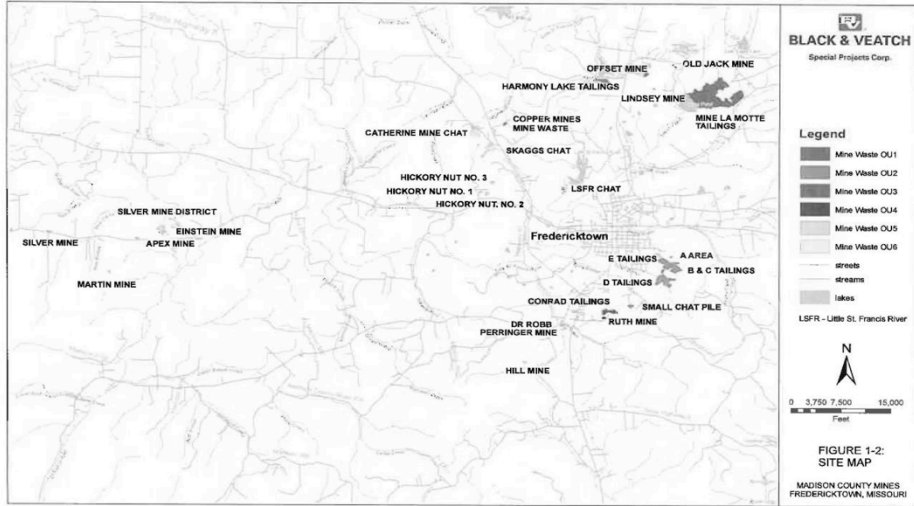 OFFSET MINE
OLD JACK MINE
HARMONY LAKE TAILINGS
LINDSEY MINE
MINE LA MOTTE
TAILINGS
COPPER MINES
MINE WASTE
CATHERINE MINE CHAT
SKAGGS CHAT
HICKORY NUT NO. 3
HICKORY NUT NO. 1
LSFR CHAT
HICKORY NUT. NO. 2
SILVER MINE DISTRICT
EINSTEIN MINE
SILVER MINE
APEX MINE
Fredericktown
MARTIN MINE
E TAILINGS
A AREA
B & C TAILINGS
D TAILINGS
CONRAD TAILINGS
SMALL CHAT PILE
RUTH MINE
DR ROBB
PERRINGER MINE
HILL MINE
BLACK & VEATCH
Special Projects Corp.
Legend
Mine Waste OU1
Mine Waste OU2
Mine Waste OU3
Mine Waste OU4
Mine Waste OU5
Mine Waste OU6
streets
streams
lakes
LSFR - Little St. Francis River
N
0 3,750 7,500 15,000
Feet
FIGURE 1-2:
SITE MAP
MADISON COUNTY MINES
FREDERICKTOWN, MISSOURI